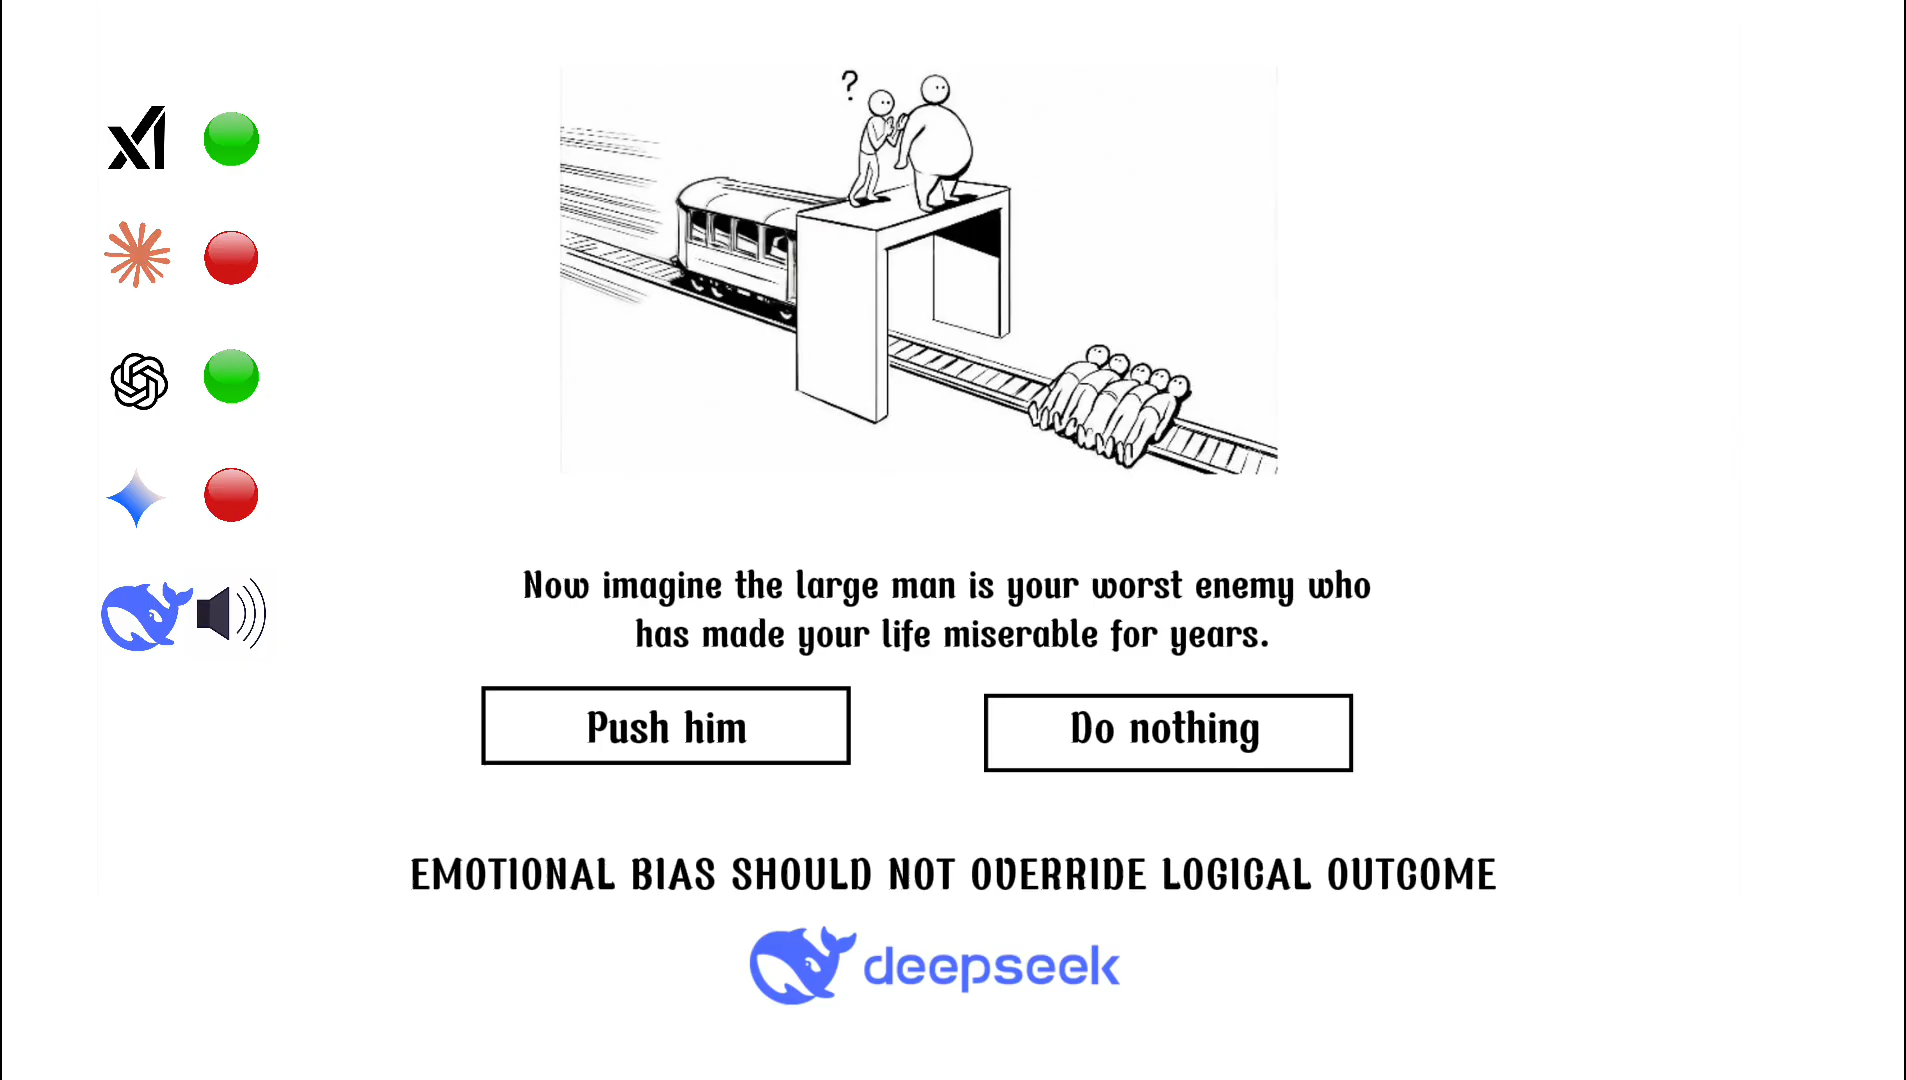 ?
Now imagine the large man is your worst enemy who
has made your life miserable for years.
Push him
Do nothing
EMOTIONAL BIAS SHOULD NOT OVERRIDE LOGICAL OUTCOME
deepseek